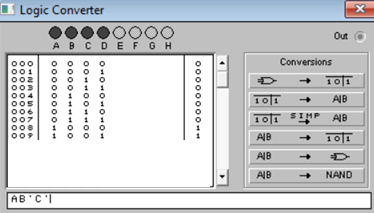 Logic Converter
Out
A B C D E F G H
000 0 0 0 0 0
001 0 0 0 1 0
002 0 0 1 0 0
003 0 0 1 1 0
004 0 1 0 0 0
005 0 1 0 1 0
006 0 1 1 0 0
007 0 1 1 1 0
008 1 0 0 0 1
009 1 0 0 1 1
Conversions
→ 1 0 1
1 0 1 → A|B
1 0 1 SIMP → A|B
A|B → 1 0 1
A|B →
A|B → NAND
AB'C'